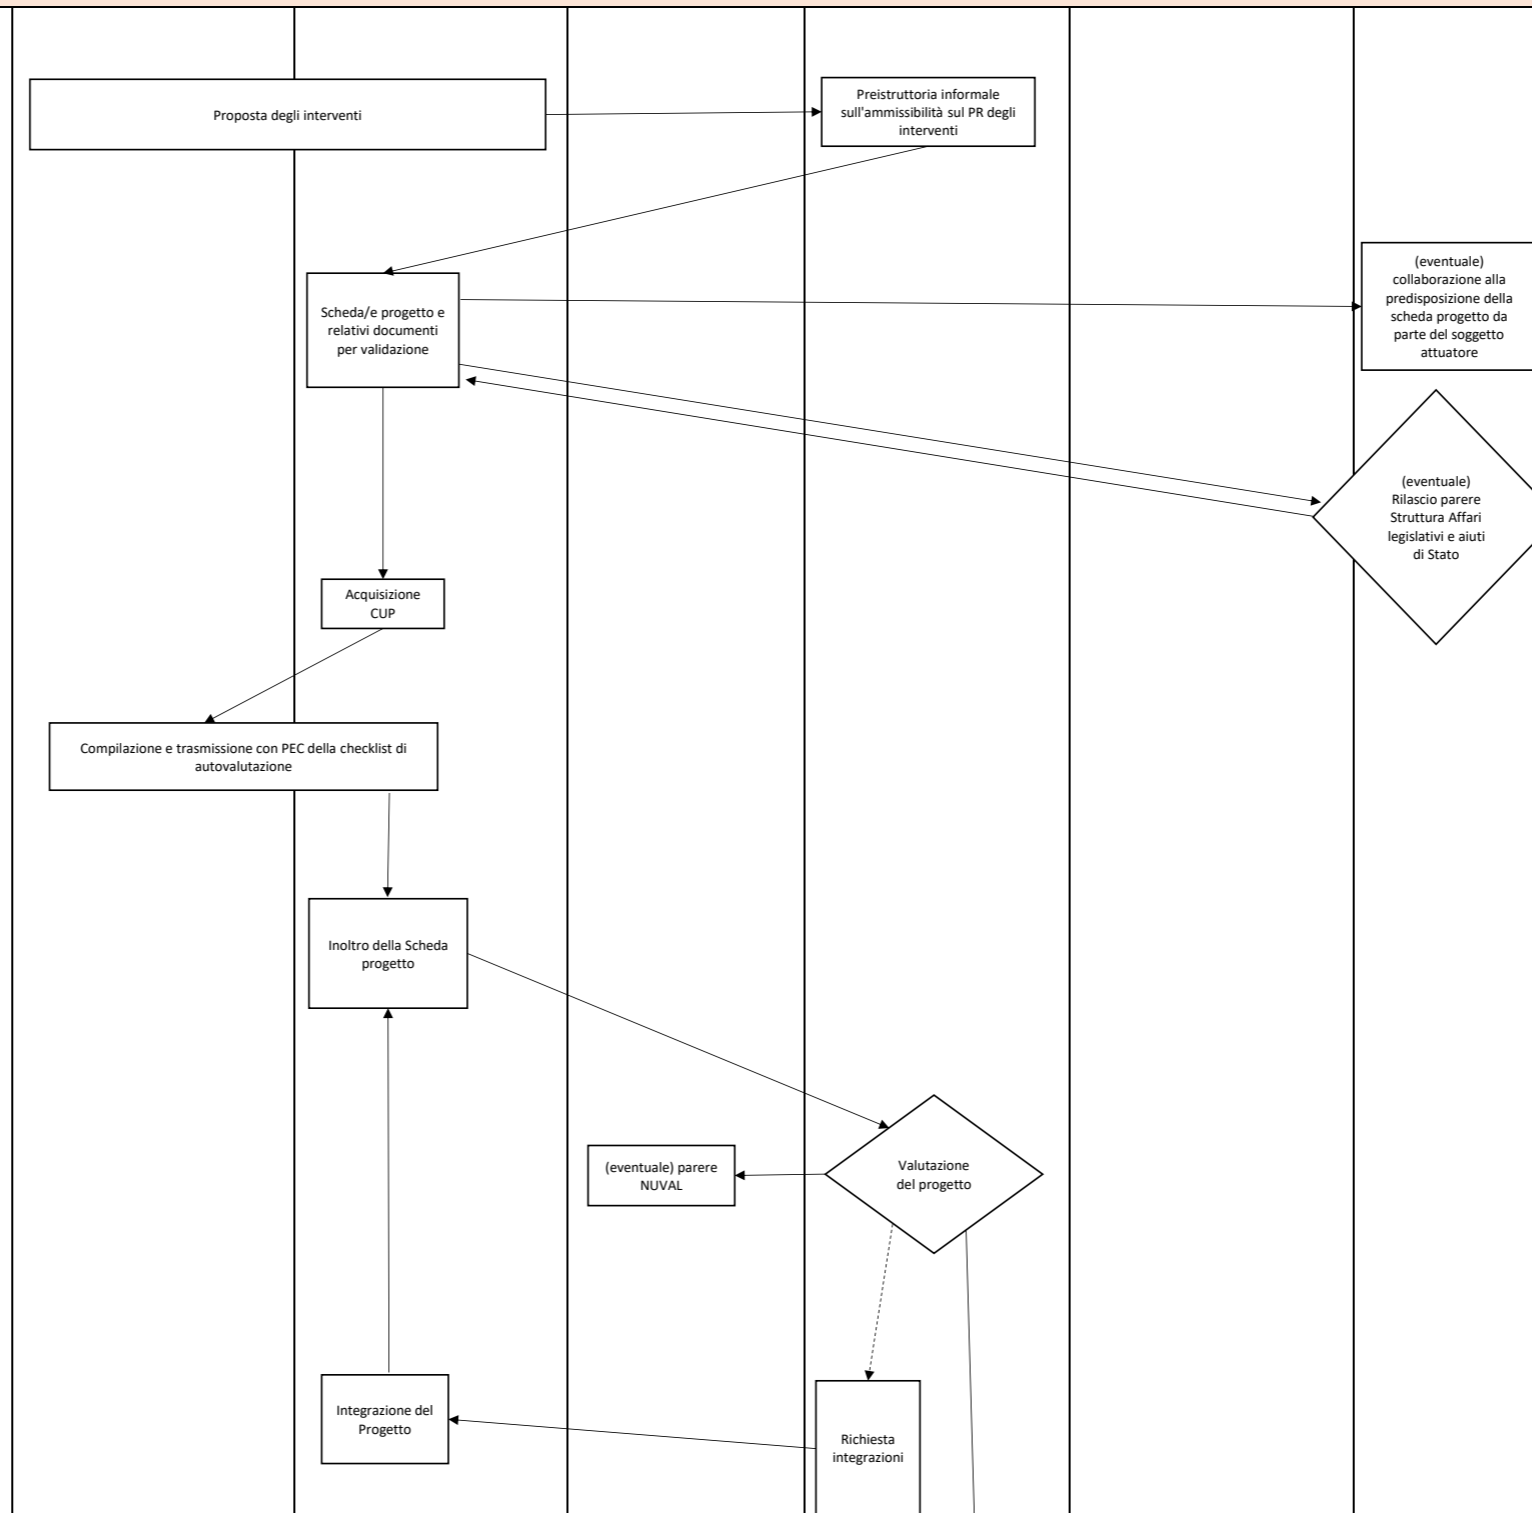 Proposta degli interventi
Preistruttoria informale
sull'ammissibilità sul PR degli
interventi
(eventuale)
collaborazione alla
predisposizione della
scheda progetto da
parte del soggetto
attuatore
Scheda/e progetto e
relativi documenti
per validazione
(eventuale)
Rilascio parere
Struttura Affari
legislativi e aiuti
di Stato
Acquisizione
CUP
Compilazione e trasmissione con PEC della checklist di
autovalutazione
Inoltro della Scheda
progetto
(eventuale) parere
NUVAL
Valutazione
del progetto
Integrazione del
Progetto
Richiesta
integrazioni